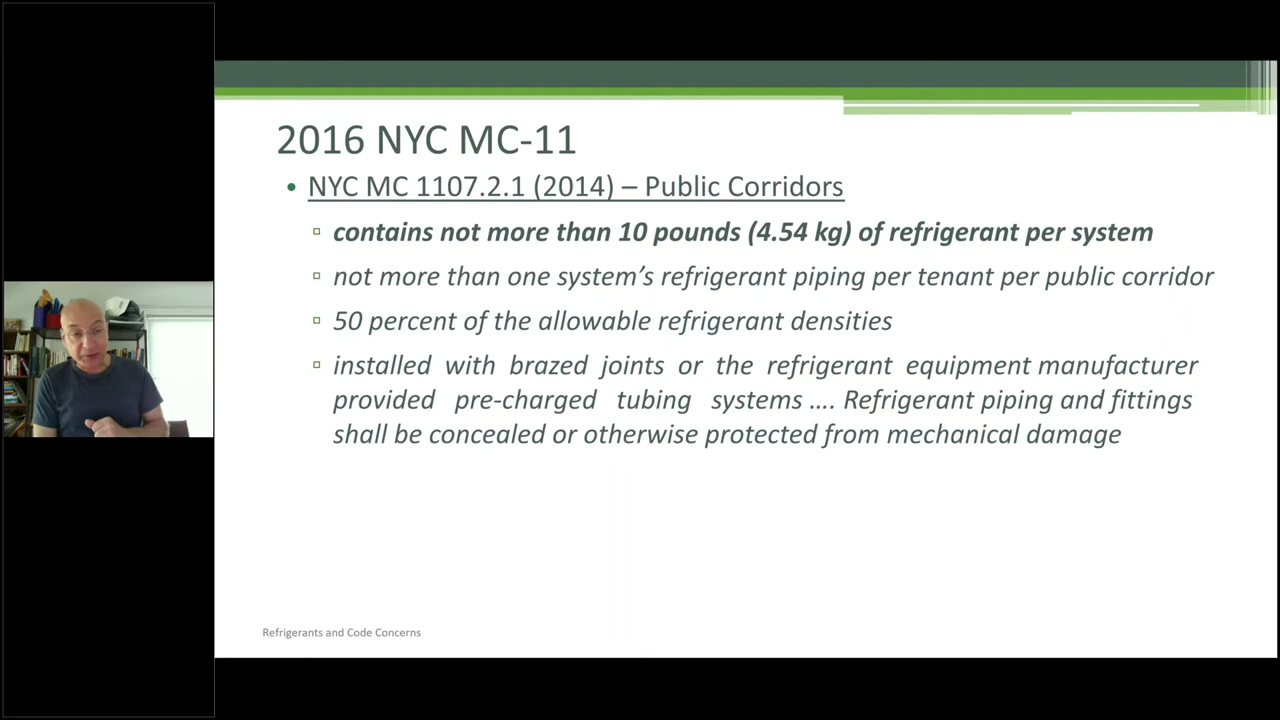 2016 NYC MC-11
• NYC MC 1107.2.1 (2014) – Public Corridors
▫ contains not more than 10 pounds (4.54 kg) of refrigerant per system
▫ not more than one system's refrigerant piping per tenant per public corridor
▫ 50 percent of the allowable refrigerant densities
▫ installed with brazed joints or the refrigerant equipment manufacturer
provided pre-charged tubing systems .... Refrigerant piping and fittings
shall be concealed or otherwise protected from mechanical damage
Refrigerants and Code Concerns